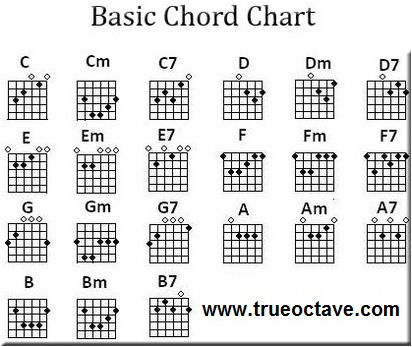 Basic Chord Chart
C Cm C7 D Dm D7
E Em E7 F Fm F7
G Gm G7 A Am A7
B Bm B7
www.trueoctave.com